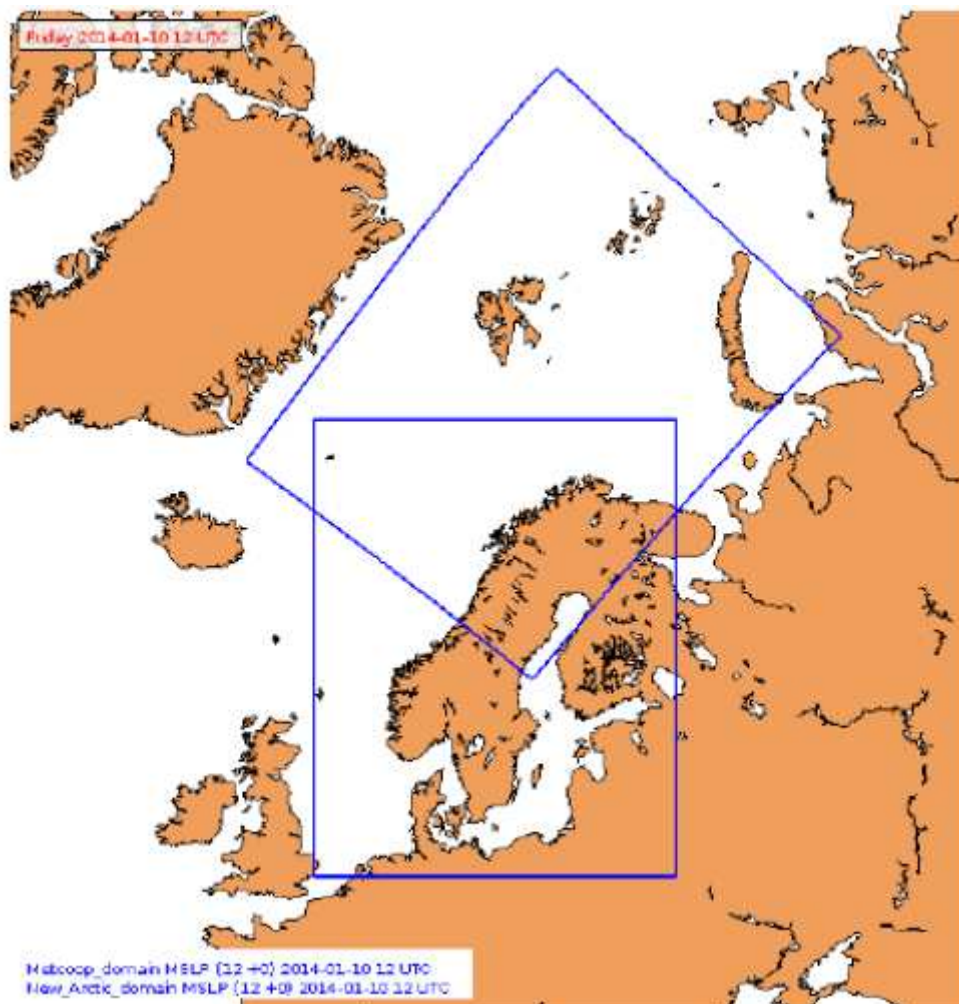 Friday 2014-01-10 12 UTC
Metcoop_domain MSLP (12 +0) 2014-01-10 12 UTC
New_Arctic_domain MSLP (12 +0) 2014-01-10 12 UTC